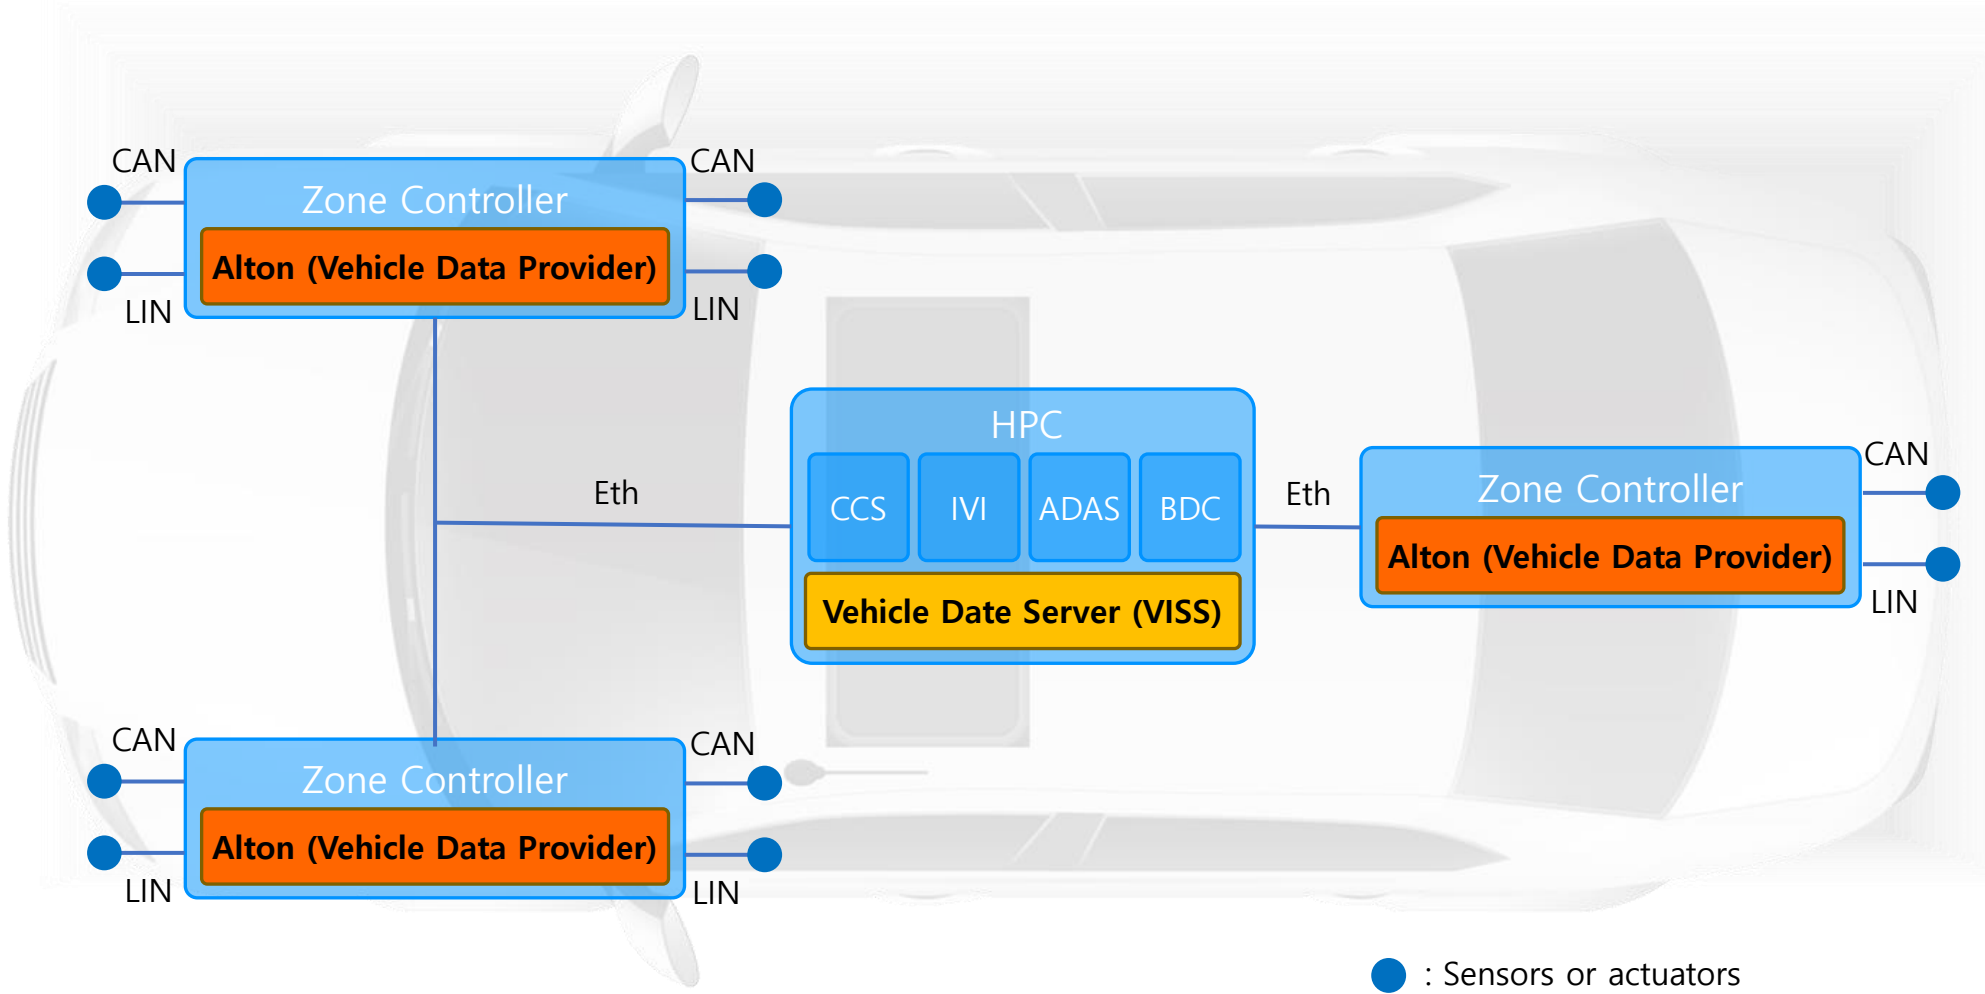 CAN
CAN
Zone Controller
Alton (Vehicle Data Provider)
LIN
LIN
HPC
CCS
IVI
ADAS
BDC
Vehicle Date Server (VISS)
Eth
Eth
CAN
Zone Controller
Alton (Vehicle Data Provider)
LIN
CAN
CAN
Zone Controller
Alton (Vehicle Data Provider)
LIN
LIN
: Sensors or actuators